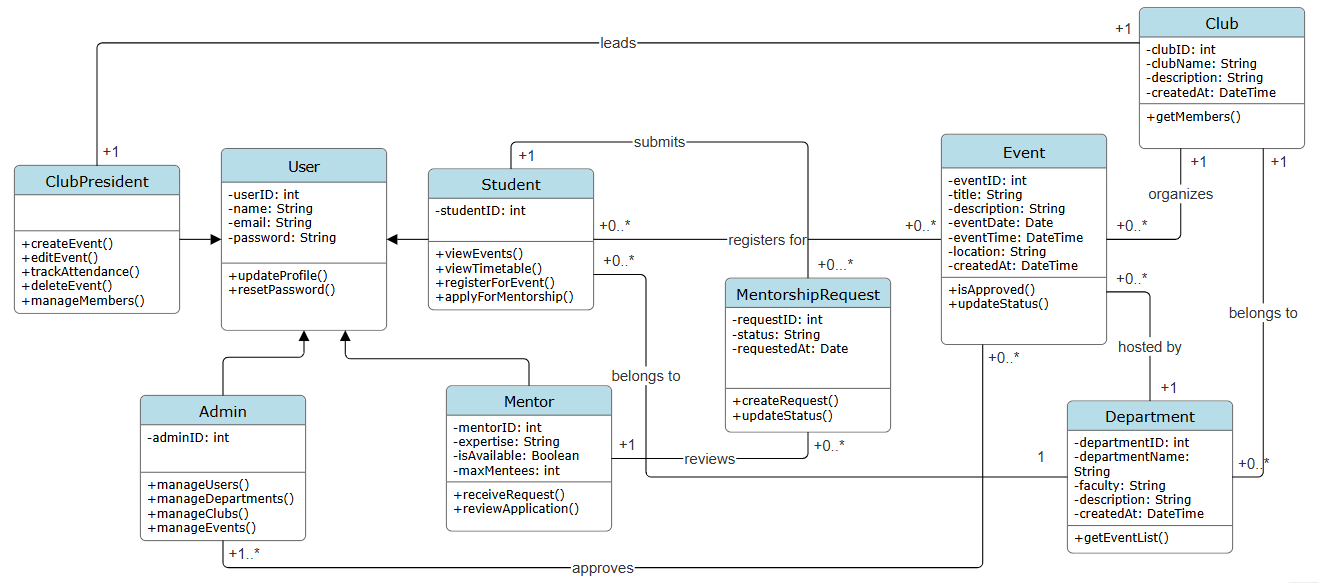 Club
-clubID: int
-clubName: String
-description: String
-createdAt: DateTime
+getMembers()
+1
leads
+1
ClubPresident
+createEvent()
+editEvent()
+trackAttendance()
+deleteEvent()
+manageMembers()
User
-userID: int
-name: String
-email: String
-password: String
+updateProfile()
+resetPassword()
submits
+1
Student
-studentID: int
+viewEvents()
+viewTimetable()
+registerForEvent()
+applyForMentorship()
+0..*
registers for
+0..*
+0..*
+0...*
Event
-eventID: int
-title: String
-description: String
-eventDate: Date
-eventTime: DateTime
-location: String
-createdAt: DateTime
+isApproved()
+updateStatus()
+1
organizes
+0..*
+1
belongs to
+0..*
+0..*
hosted by
+1
+0..*
MentorshipRequest
-requestID: int
-status: String
-requestedAt: Date
+createRequest()
+updateStatus()
+0..*
belongs to
1
Admin
-adminID: int
+manageUsers()
+manageDepartments()
+manageClubs()
+manageEvents()
+1..*
approves
Mentor
-mentorID: int
-expertise: String
-isAvailable: Boolean
-maxMentees: int
+receiveRequest()
+reviewApplication()
+1
reviews
Department
-departmentID: int
-departmentName:
String
-faculty: String
-description: String
-createdAt: DateTime
+getEventList()